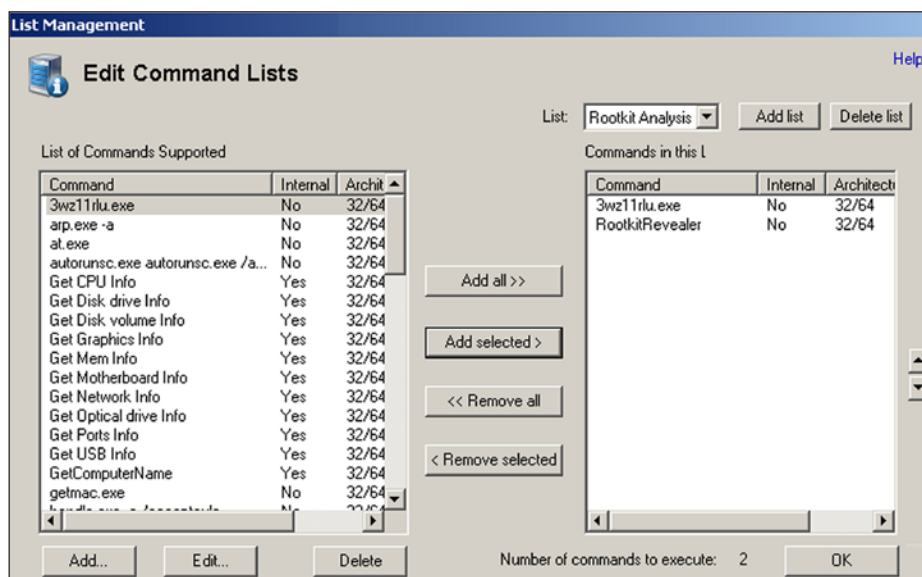 List Management
Edit Command Lists
Help
List: Rootkit Analysis Add list Delete list
List of Commands Supported
Commands in this l
Command Internal Archit
3wz11rlu.exe No 32/64
arp.exe -a No 32/64
at.exe No 32/64
autorunsc.exe autorunsc.exe /a... No 32/64
Get CPU Info Yes 32/64
Get Disk drive Info Yes 32/64
Get Disk volume Info Yes 32/64
Get Graphics Info Yes 32/64
Get Mem Info Yes 32/64
Get Motherboard Info Yes 32/64
Get Network Info Yes 32/64
Get Optical drive Info Yes 32/64
Get Ports Info Yes 32/64
Get USB Info Yes 32/64
GetComputerName Yes 32/64
getmac.exe No 32/64
Add all >>
Add selected >
<< Remove all
< Remove selected
Command Internal Architectu
3wz11rlu.exe No 32/64
RootkitRevealer No 32/64
Add... Edit... Delete
Number of commands to execute: 2 OK